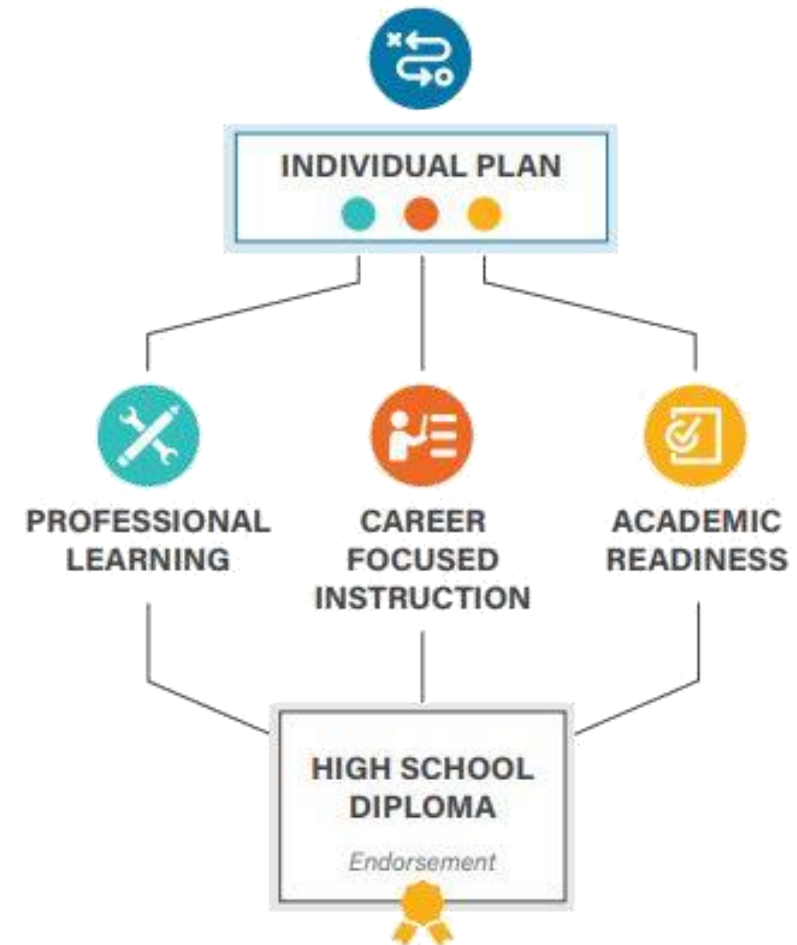 INDIVIDUAL PLAN
PROFESSIONAL
LEARNING
CAREER
FOCUSED
INSTRUCTION
ACADEMIC
READINESS
HIGH SCHOOL
DIPLOMA
Endorsement